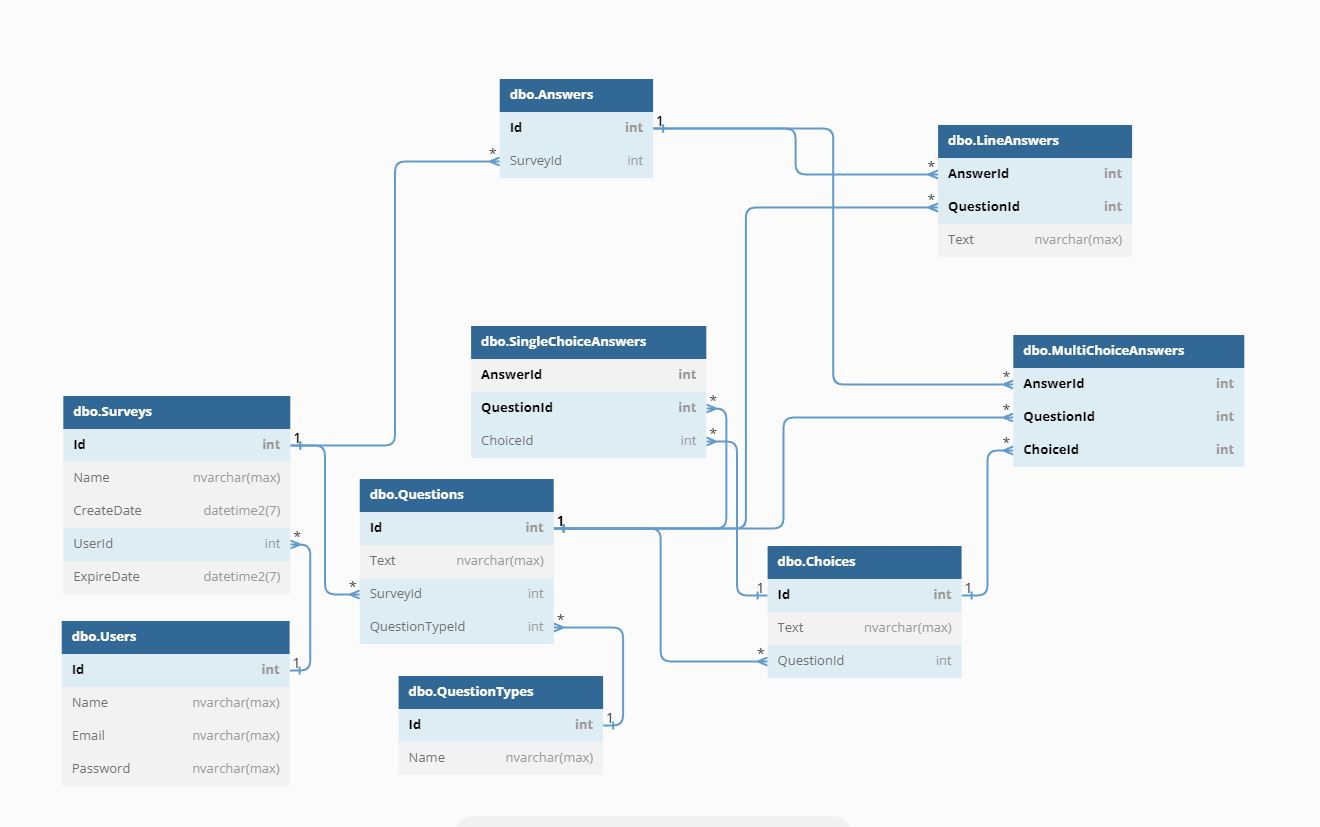 dbo.Answers
Id int
SurveyId int
dbo.LineAnswers
AnswerId int
QuestionId int
Text nvarchar(max)
dbo.SingleChoiceAnswers
AnswerId int
QuestionId int
ChoiceId int
dbo.MultiChoiceAnswers
AnswerId int
QuestionId int
ChoiceId int
dbo.Surveys
Id int
Name nvarchar(max)
CreateDate datetime2(7)
UserId int
ExpireDate datetime2(7)
dbo.Questions
Id int
Text nvarchar(max)
SurveyId int
QuestionTypeId int
dbo.Choices
Id int
Text nvarchar(max)
QuestionId int
dbo.Users
Id int
Name nvarchar(max)
Email nvarchar(max)
Password nvarchar(max)
dbo.QuestionTypes
Id int
Name nvarchar(max)
1
*
*
*
*
*
*
*
*
1
*
1
*
*
1
1
*
*
1
1